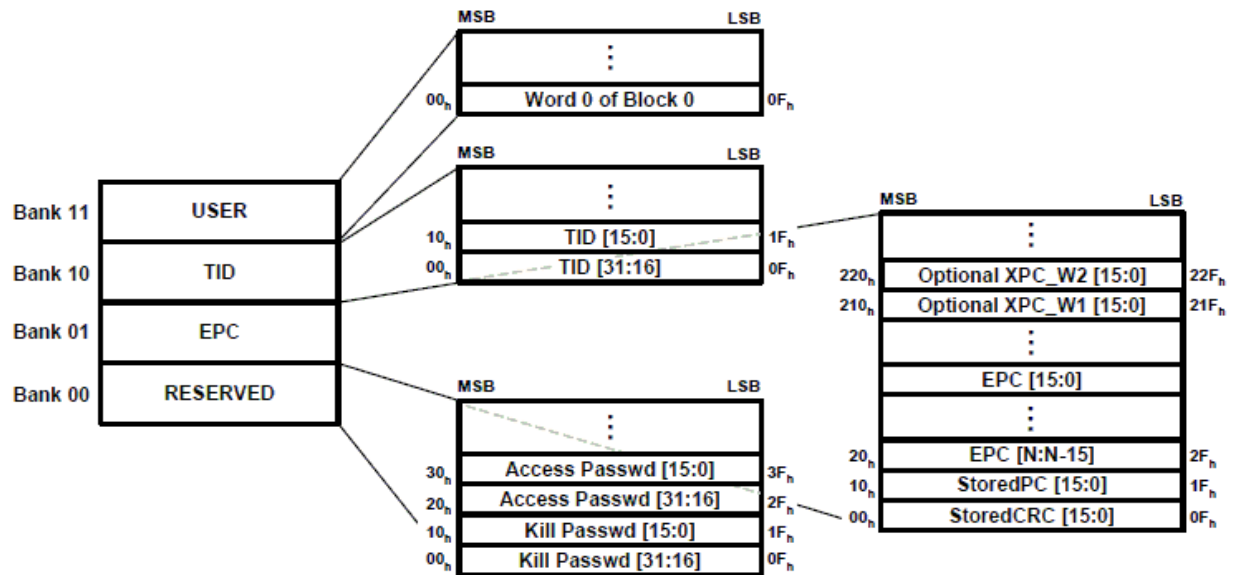 MSB LSB
⋮
00h Word 0 of Block 0 0Fh
MSB LSB
⋮
10h TID [15:0] 1Fh
00h TID [31:16] 0Fh
Bank 11 USER
Bank 10 TID
Bank 01 EPC
Bank 00 RESERVED
MSB LSB
⋮
30h Access Passwd [15:0] 3Fh
20h Access Passwd [31:16] 2Fh
10h Kill Passwd [15:0] 1Fh
00h Kill Passwd [31:16] 0Fh
MSB LSB
⋮
220h Optional XPC_W2 [15:0] 22Fh
210h Optional XPC_W1 [15:0] 21Fh
⋮
EPC [15:0]
⋮
20h EPC [N:N-15] 2Fh
10h StoredPC [15:0] 1Fh
00h StoredCRC [15:0] 0Fh